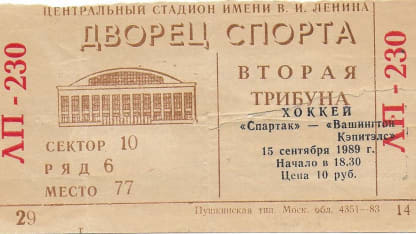 ЦЕНТРАЛЬНЫЙ СТАДИОН ИМЕНИ В. И. ЛЕНИНА
ДВОРЕЦ СПОРТА
ЛП - 230
ВТОРАЯ
ТРИБУНА
ХОККЕЙ
«Спартак» — «Вашингтон
Кэпитэлс»
15 сентября 1989 г.
Начало в 18.30
Цена 10 руб.
СЕКТОР 10
РЯД 6
МЕСТО 77
ЛП - 230
29
г
Пушкинская тип. Моск. обл. 4351—83
14